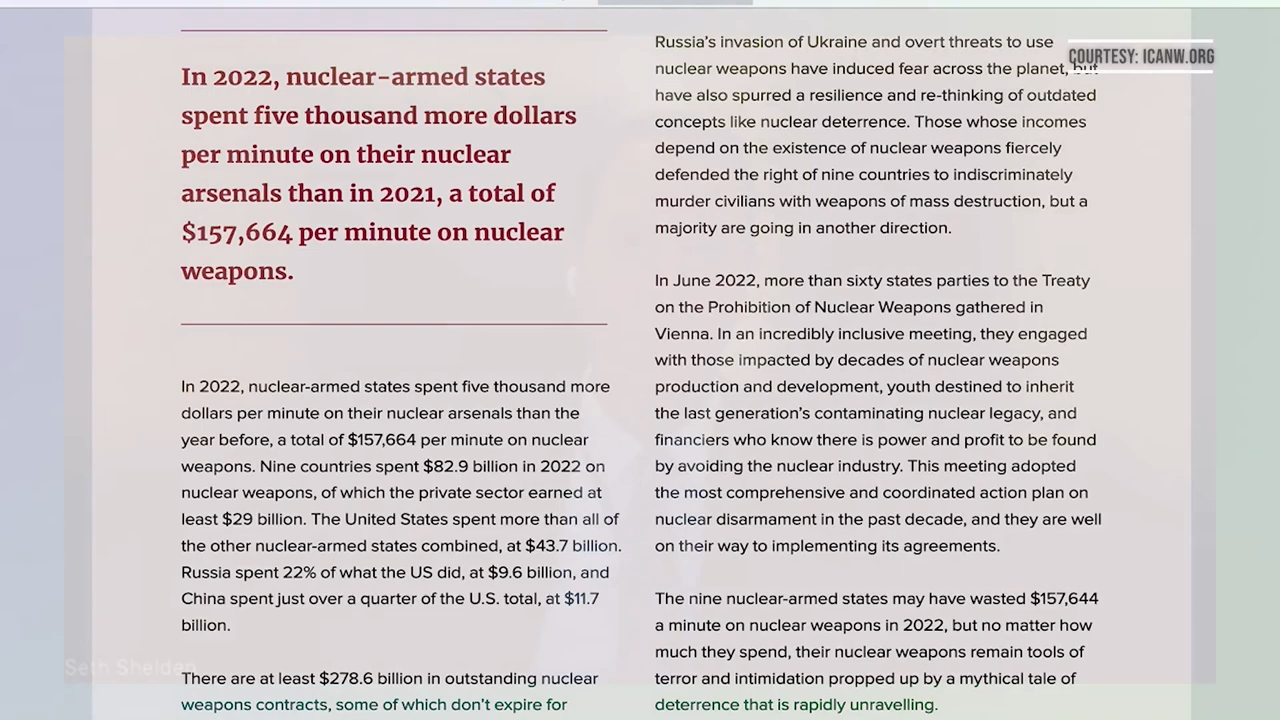 COURTESY: ICANW.ORG
In 2022, nuclear-armed states
spent five thousand more dollars
per minute on their nuclear
arsenals than in 2021, a total of
$157,664 per minute on nuclear
weapons.
In 2022, nuclear-armed states spent five thousand more
dollars per minute on their nuclear arsenals than the
year before, a total of $157,664 per minute on nuclear
weapons. Nine countries spent $82.9 billion in 2022 on
nuclear weapons, of which the private sector earned at
least $29 billion. The United States spent more than all of
the other nuclear-armed states combined, at $43.7 billion.
Russia spent 22% of what the US did, at $9.6 billion, and
China spent just over a quarter of the U.S. total, at $11.7
billion.
There are at least $278.6 billion in outstanding nuclear
weapons contracts, some of which don't expire for
Russia's invasion of Ukraine and overt threats to use
nuclear weapons have induced fear across the planet, but
have also spurred a resilience and re-thinking of outdated
concepts like nuclear deterrence. Those whose incomes
depend on the existence of nuclear weapons fiercely
defended the right of nine countries to indiscriminately
murder civilians with weapons of mass destruction, but a
majority are going in another direction.
In June 2022, more than sixty states parties to the Treaty
on the Prohibition of Nuclear Weapons gathered in
Vienna. In an incredibly inclusive meeting, they engaged
with those impacted by decades of nuclear weapons
production and development, youth destined to inherit
the last generation's contaminating nuclear legacy, and
financiers who know there is power and profit to be found
by avoiding the nuclear industry. This meeting adopted
the most comprehensive and coordinated action plan on
nuclear disarmament in the past decade, and they are well
on their way to implementing its agreements.
The nine nuclear-armed states may have wasted $157,644
a minute on nuclear weapons in 2022, but no matter how
much they spend, their nuclear weapons remain tools of
terror and intimidation propped up by a mythical tale of
deterrence that is rapidly unravelling.
Seth Shelden